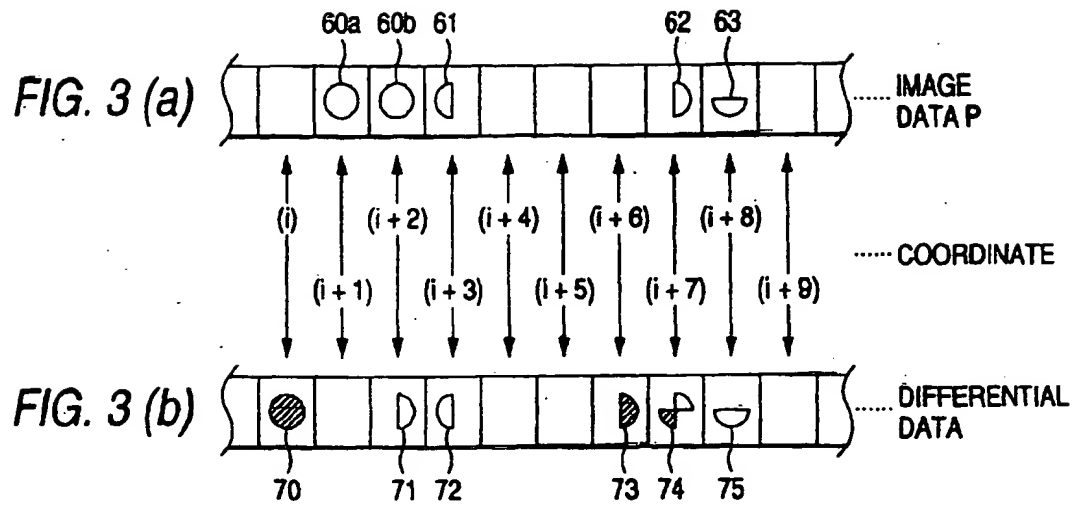 60a 60b 61 62 63
FIG. 3 (a)
IMAGE
DATA P
(i) (i + 2) (i + 4) (i + 6) (i + 8)
COORDINATE
(i + 1) (i + 3) (i + 5) (i + 7) (i + 9)
FIG. 3 (b)
DIFFERENTIAL
DATA
70 71 72 73 74 75